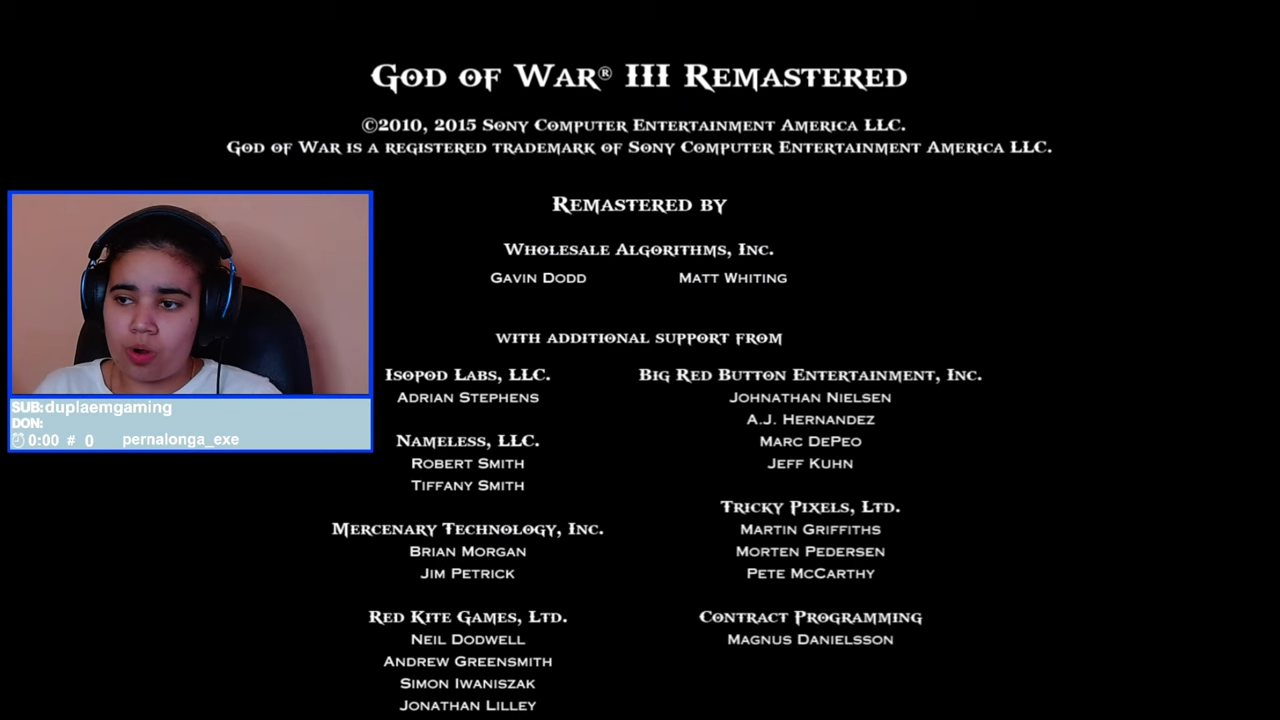 God of War® III Remastered
©2010, 2015 Sony Computer Entertainment America LLC.
God of War is a registered trademark of Sony Computer Entertainment America LLC.
Remastered by
Wholesale Algorithms, Inc.
Gavin Dodd Matt Whiting
with additional support from
Isopod Labs, LLC.
Adrian Stephens
Nameless, LLC.
Robert Smith
Tiffany Smith
Mercenary Technology, Inc.
Brian Morgan
Jim Petrick
Red Kite Games, Ltd.
Neil Dodwell
Andrew Greensmith
Simon Iwaniszak
Jonathan Lilley
Big Red Button Entertainment, Inc.
Johnathan Nielsen
A.J. Hernandez
Marc DePeo
Jeff Kuhn
Tricky Pixels, Ltd.
Martin Griffiths
Morten Pedersen
Pete McCarthy
Contract Programming
Magnus Danielsson
SUB:duplaemgaming
DON:
0:00 # 0 pernalonga_exe